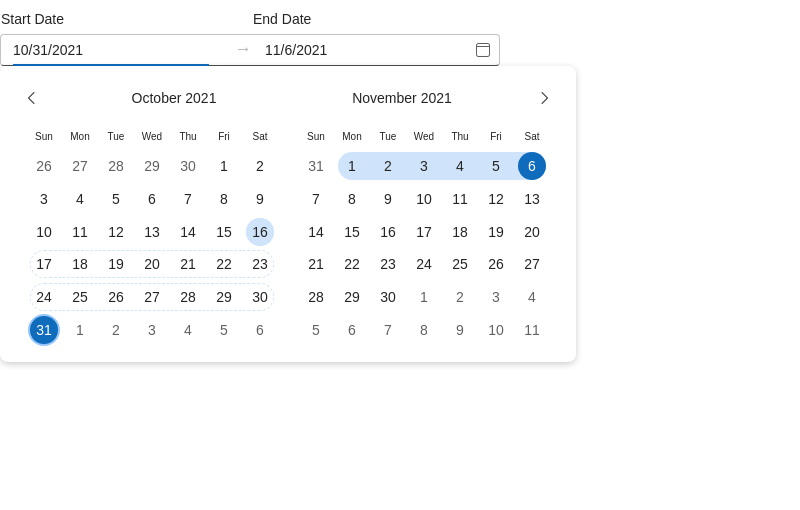 Start Date End Date
10/31/2021 → 11/6/2021
October 2021 November 2021
Sun Mon Tue Wed Thu Fri Sat Sun Mon Tue Wed Thu Fri Sat
26 27 28 29 30 1 2 31 1 2 3 4 5 6
3 4 5 6 7 8 9 7 8 9 10 11 12 13
10 11 12 13 14 15 16 14 15 16 17 18 19 20
17 18 19 20 21 22 23 21 22 23 24 25 26 27
24 25 26 27 28 29 30 28 29 30 1 2 3 4
31 1 2 3 4 5 6 5 6 7 8 9 10 11